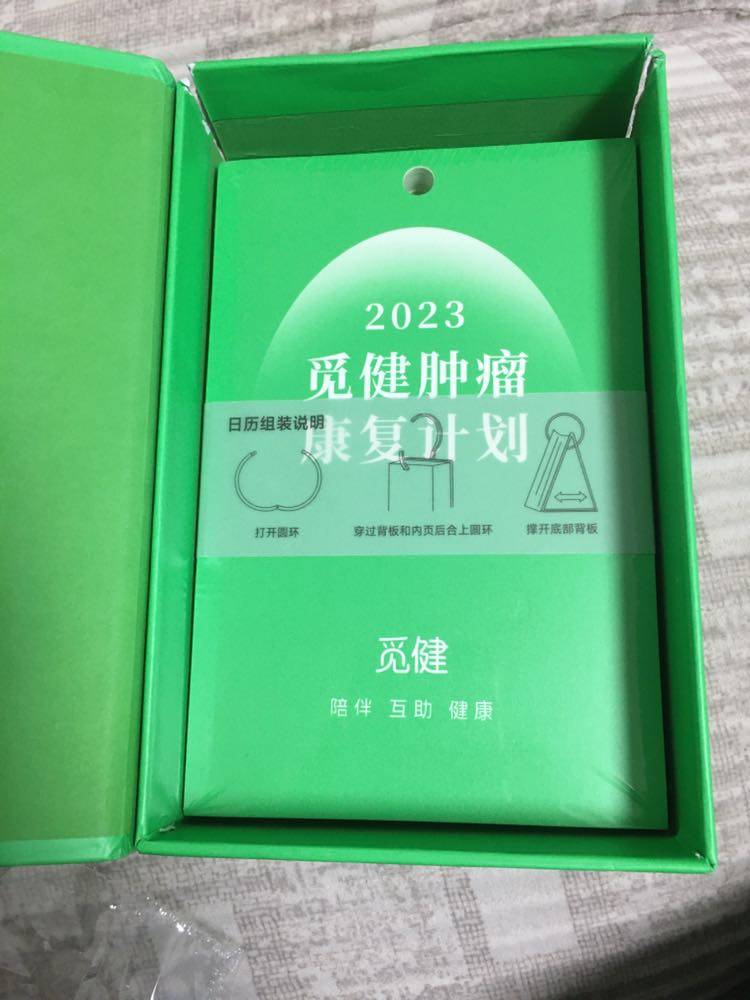 2023
觅健肿瘤
康复计划
日历组装说明
打开圆环
穿过背板和内页后合上圆环
撑开底部背板
觅健
陪伴 互助 健康